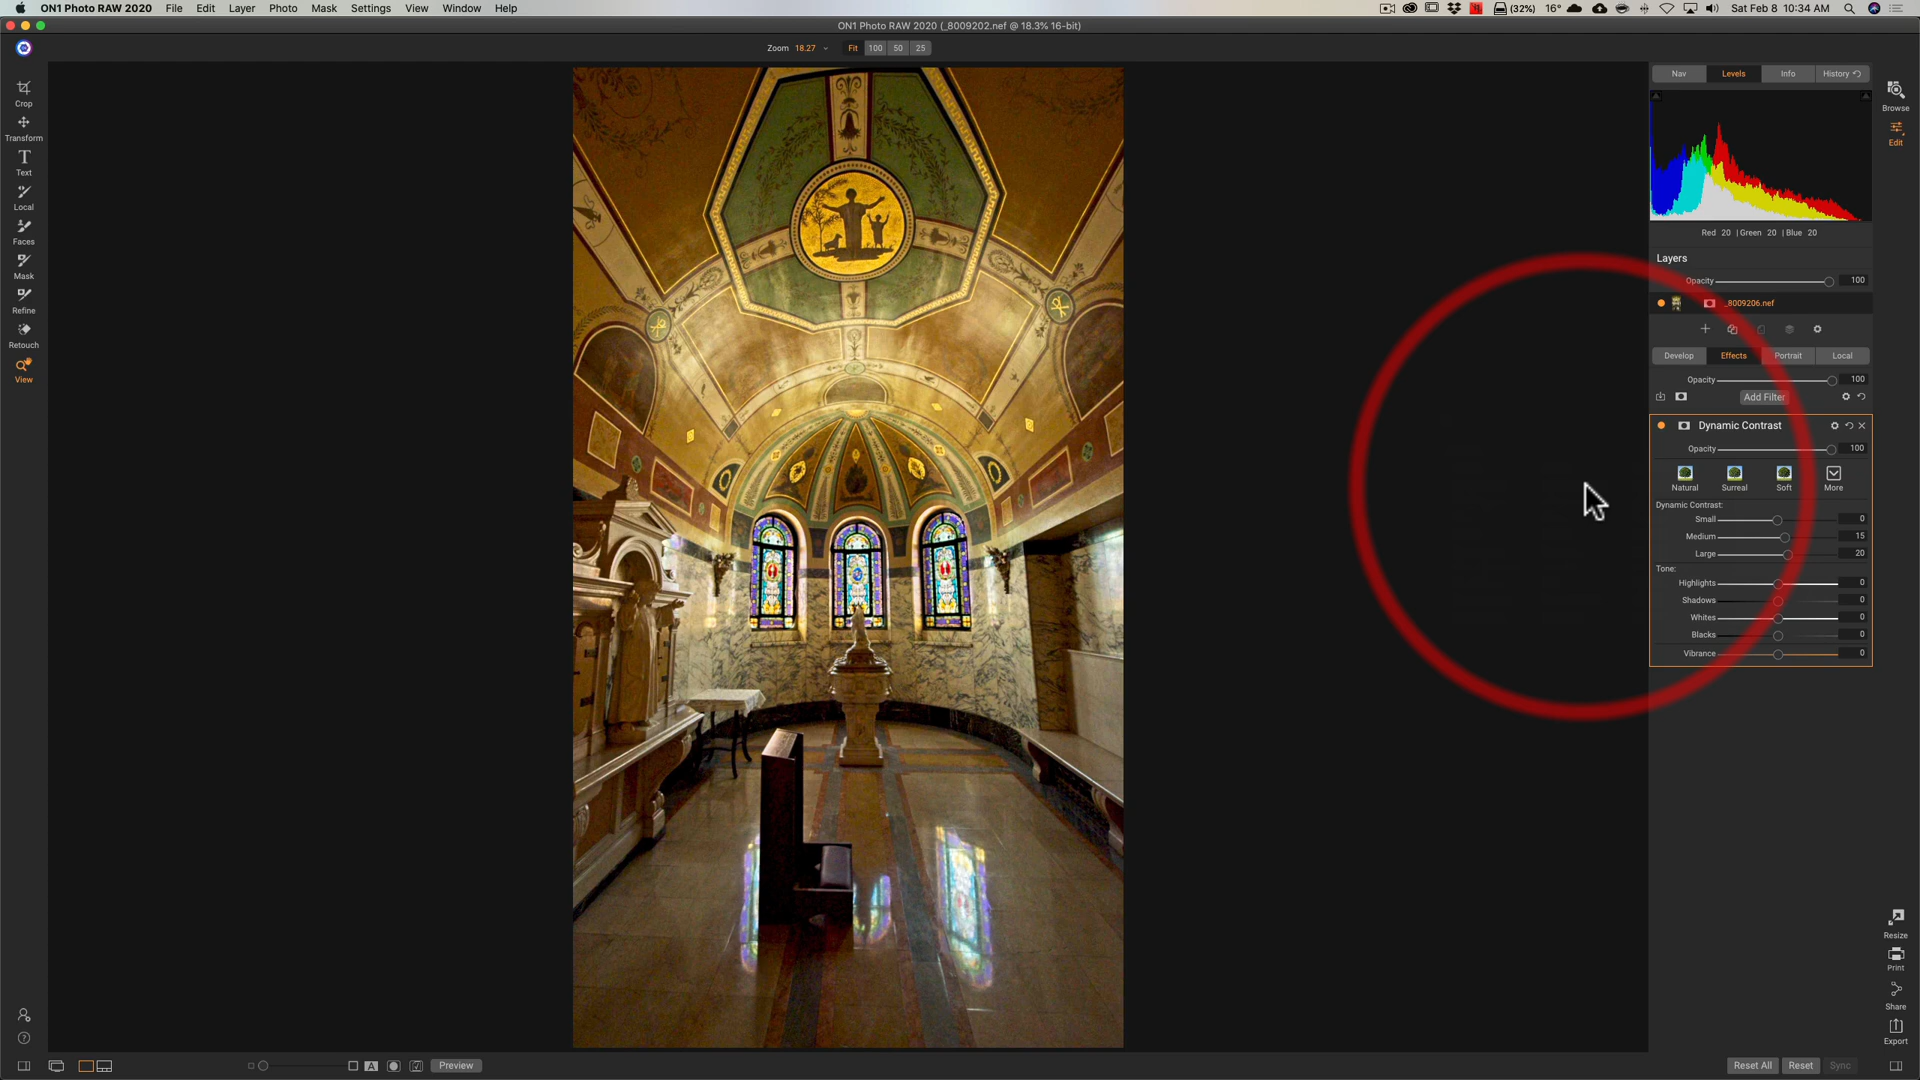 ON1 Photo RAW 2020 File Edit Layer Photo Mask Settings View Window Help (32%) 16° Sat Feb 8 10:34 AM
ON1 Photo RAW 2020 (_8009202.nef @ 18.3% 16-bit)
Zoom 18.27 Fit 100 50 25
Crop
Transform
Text
Local
Faces
Mask
Refine
Retouch
View
Nav Levels Info History
Browse
Edit
Red 20 | Green 20 | Blue 20
Layers
Opacity 100
_8009206.nef
Develop Effects Portrait Local
Opacity 100
Add Filter
Dynamic Contrast
Opacity 100
Natural Surreal Soft More
Dynamic Contrast:
Small 0
Medium 15
Large 20
Tone:
Highlights 0
Shadows 0
Whites 0
Blacks 0
Vibrance 0
Resize
Print
Share
Export
A Preview
Reset All Reset Sync